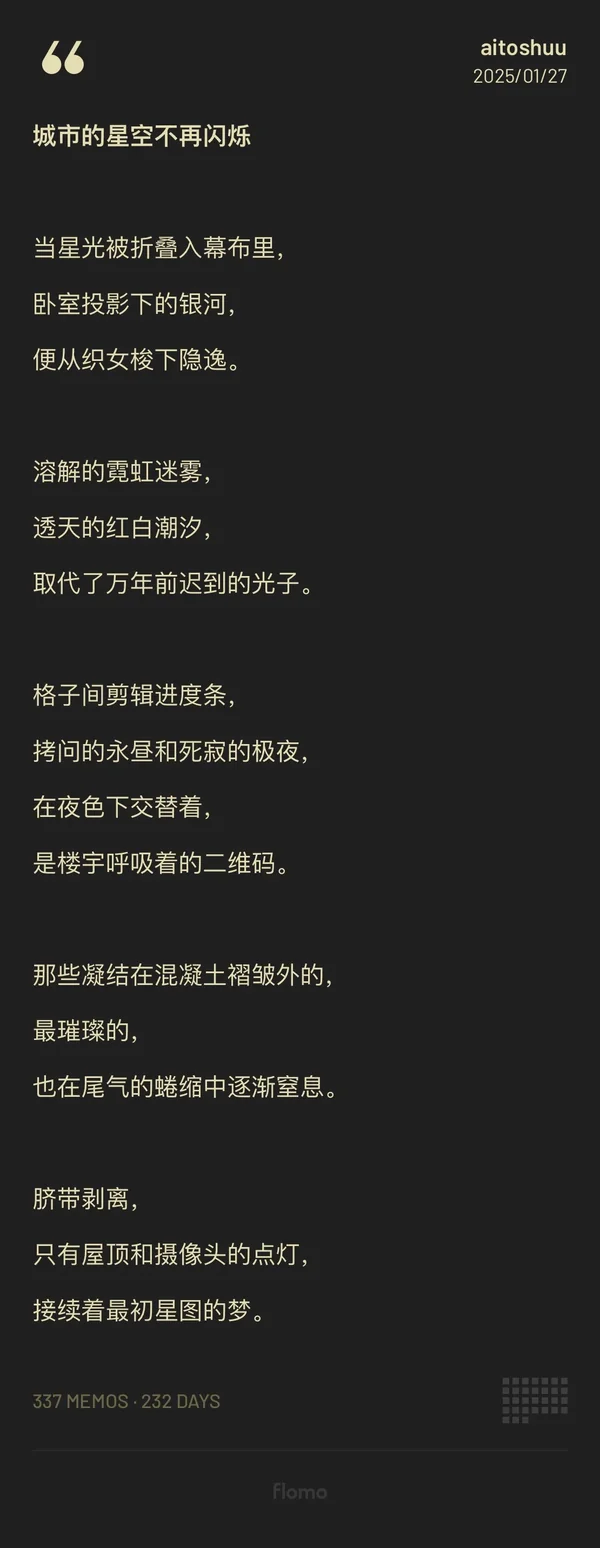 aitoshuu
2025/01/27
城市的星空不再闪烁
当星光被折叠入幕布里，
卧室投影下的银河，
便从织女梭下隐逸。
溶解的霓虹迷雾，
透天的红白潮汐，
取代了万年前迟到的光子。
格子间剪辑进度条，
拷问的永昼和死寂的极夜，
在夜色下交替着，
是楼宇呼吸着的二维码。
那些凝结在混凝土褶皱外的，
最璀璨的，
也在尾气的蜷缩中逐渐窒息。
脐带剥离，
只有屋顶和摄像头的点灯，
接续着最初星图的梦。
337 MEMOS · 232 DAYS
flomo